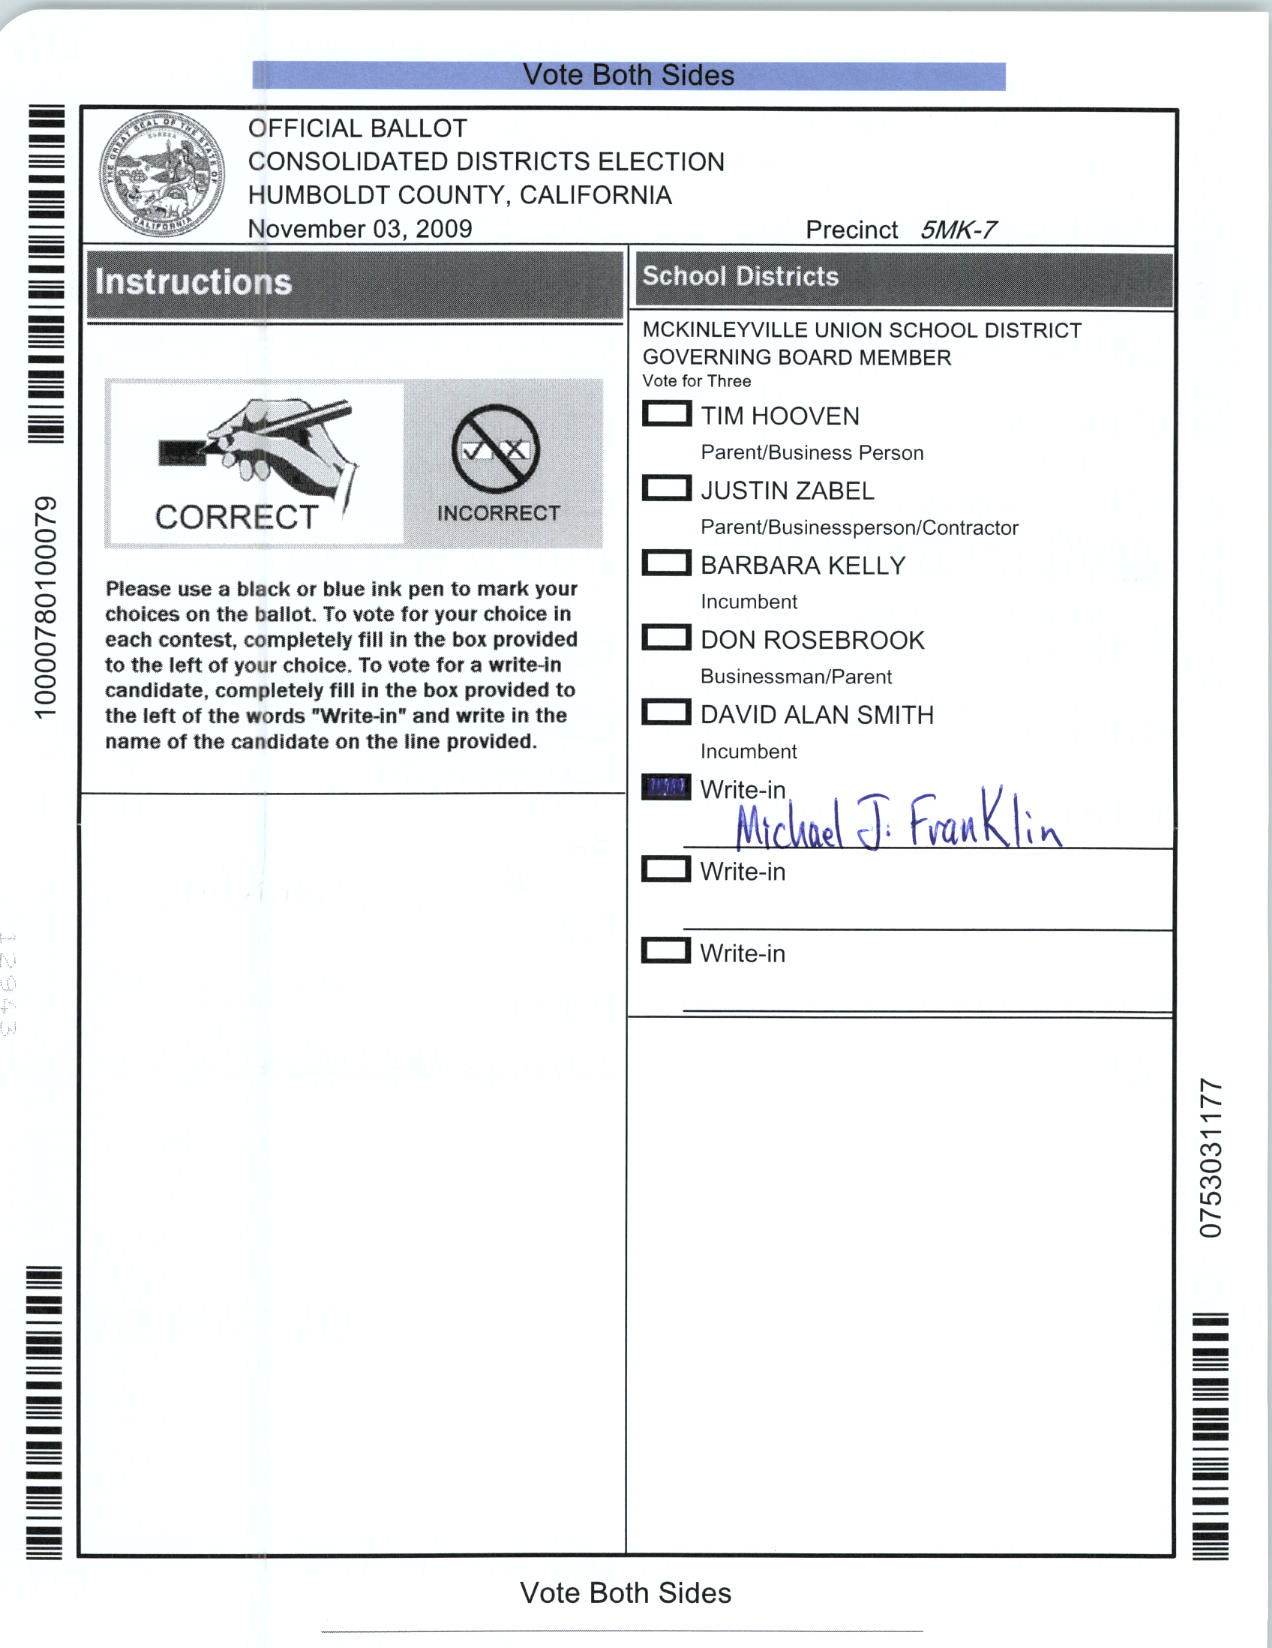 Vote Both Sides
OFFICIAL BALLOT
CONSOLIDATED DISTRICTS ELECTION
HUMBOLDT COUNTY, CALIFORNIA
November 03, 2009
Precinct 5MK-7
THE GREAT SEAL OF THE STATE OF CALIFORNIA
EUREKA
Instructions
CORRECT
INCORRECT
Please use a black or blue ink pen to mark your
choices on the ballot. To vote for your choice in
each contest, completely fill in the box provided
to the left of your choice. To vote for a write-in
candidate, completely fill in the box provided to
the left of the words "Write-in" and write in the
name of the candidate on the line provided.
School Districts
MCKINLEYVILLE UNION SCHOOL DISTRICT
GOVERNING BOARD MEMBER
Vote for Three
TIM HOOVEN
Parent/Business Person
JUSTIN ZABEL
Parent/Businessperson/Contractor
BARBARA KELLY
Incumbent
DON ROSEBROOK
Businessman/Parent
DAVID ALAN SMITH
Incumbent
Write-in
Michael J. Franklin
Write-in
Write-in
10000780100079
0753031177
Vote Both Sides